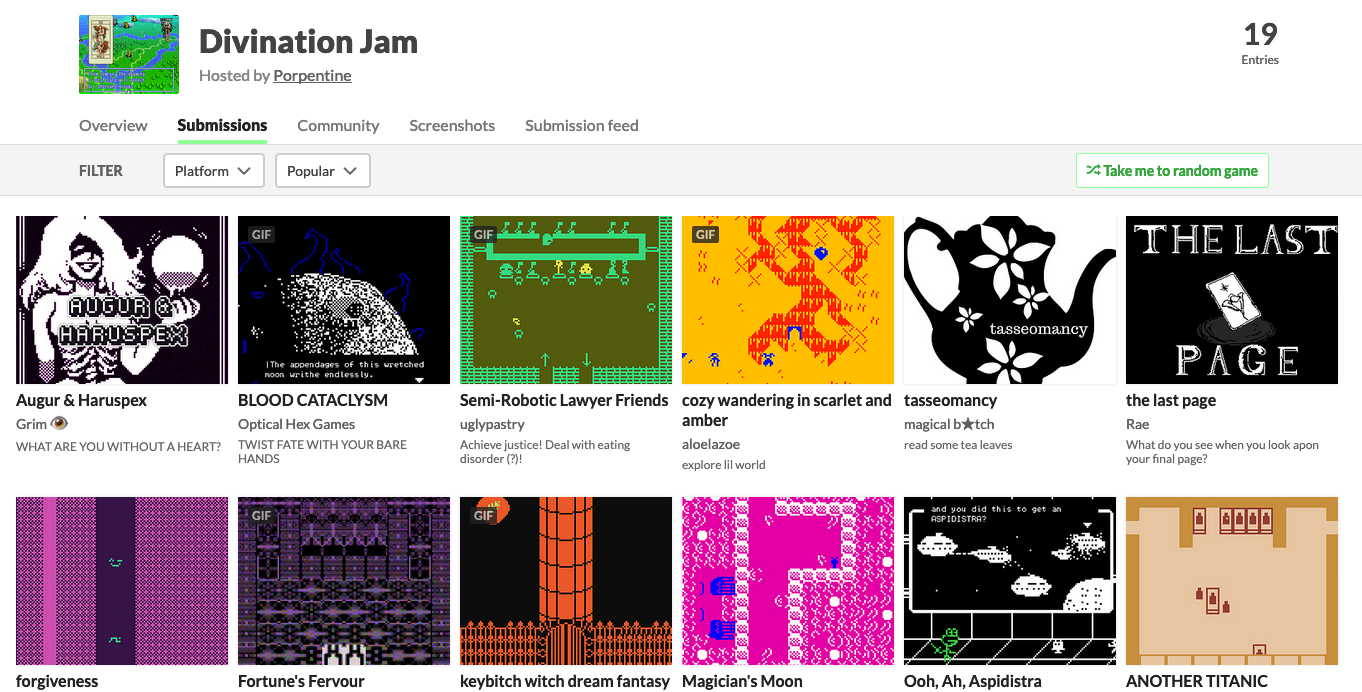 Divination Jam
Hosted by Porpentine
19
Entries
Overview
Submissions
Community
Screenshots
Submission feed
FILTER
Platform
Popular
Take me to random game
AUGUR &
HARUSPEX
Augur & Haruspex
Grim
WHAT ARE YOU WITHOUT A HEART?
GIF
The appendages of this wretched
moon writhe endlessly.
BLOOD CATACLYSM
Optical Hex Games
TWIST FATE WITH YOUR BARE
HANDS
GIF
Semi-Robotic Lawyer Friends
uglypastry
Achieve justice! Deal with eating
disorder (?)!
GIF
cozy wandering in scarlet and
amber
aloelazoe
explore lil world
tasseomancy
tasseomancy
magical b★tch
read some tea leaves
THE LAST
PAGE
the last page
Rae
What do you see when you look apon
your final page?
forgiveness
GIF
Fortune's Fervour
GIF
keybitch witch dream fantasy
Magician's Moon
and you did this to get an
ASPIDISTRA?
Ooh, Ah, Aspidistra
ANOTHER TITANIC